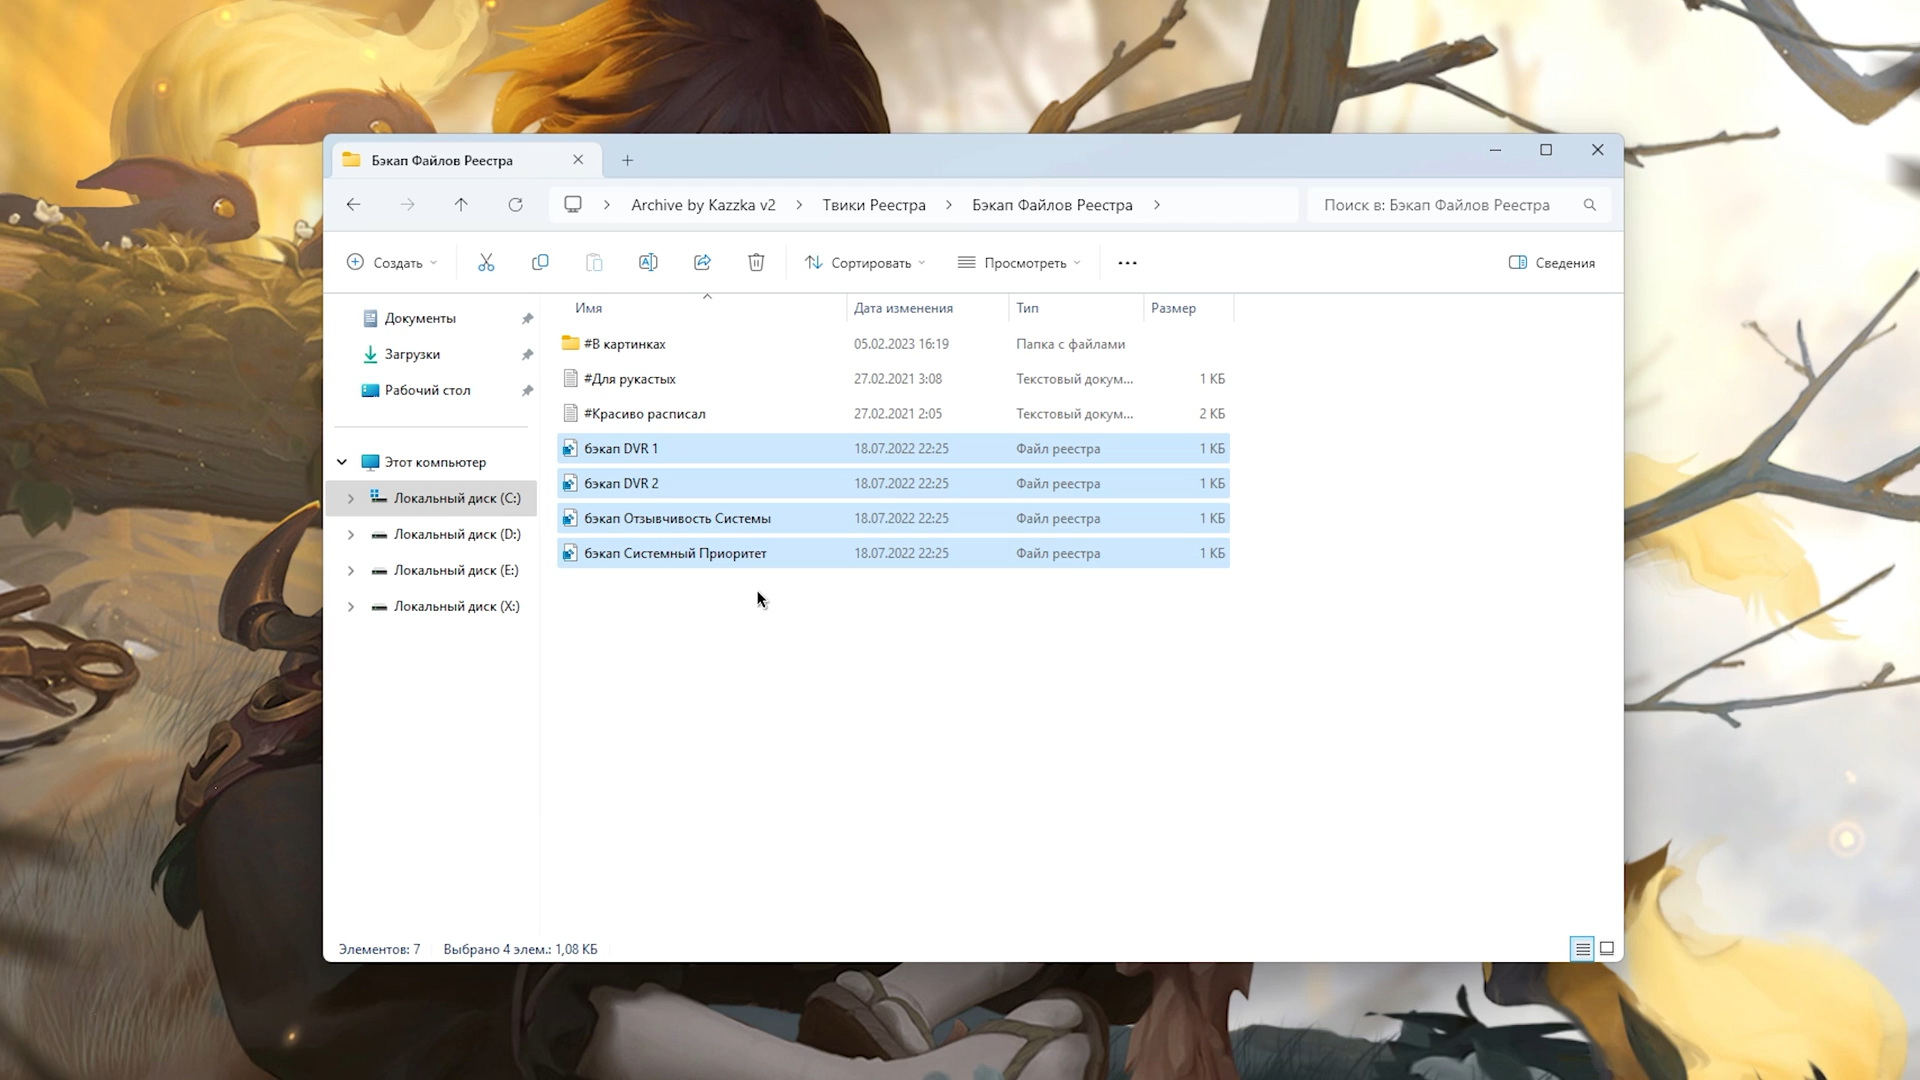 Бэкап Файлов Реестра
Archive by Kazzka v2 > Твики Реестра > Бэкап Файлов Реестра >
Поиск в: Бэкап Файлов Реестра
Создать
Сортировать
Просмотреть
Сведения
Документы
Загрузки
Рабочий стол
Этот компьютер
Локальный диск (C:)
Локальный диск (D:)
Локальный диск (E:)
Локальный диск (X:)
Имя Дата изменения Тип Размер
#В картинках 05.02.2023 16:19 Папка с файлами
#Для рукастых 27.02.2021 3:08 Текстовый докум... 1 КБ
#Красиво расписал 27.02.2021 2:05 Текстовый докум... 2 КБ
бэкап DVR 1 18.07.2022 22:25 Файл реестра 1 КБ
бэкап DVR 2 18.07.2022 22:25 Файл реестра 1 КБ
бэкап Отзывчивость Системы 18.07.2022 22:25 Файл реестра 1 КБ
бэкап Системный Приоритет 18.07.2022 22:25 Файл реестра 1 КБ
Элементов: 7 Выбрано 4 элем.: 1,08 КБ